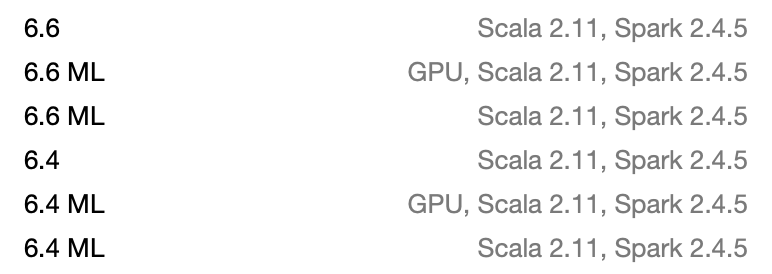 6.6 Scala 2.11, Spark 2.4.5
6.6 ML GPU, Scala 2.11, Spark 2.4.5
6.6 ML Scala 2.11, Spark 2.4.5
6.4 Scala 2.11, Spark 2.4.5
6.4 ML GPU, Scala 2.11, Spark 2.4.5
6.4 ML Scala 2.11, Spark 2.4.5